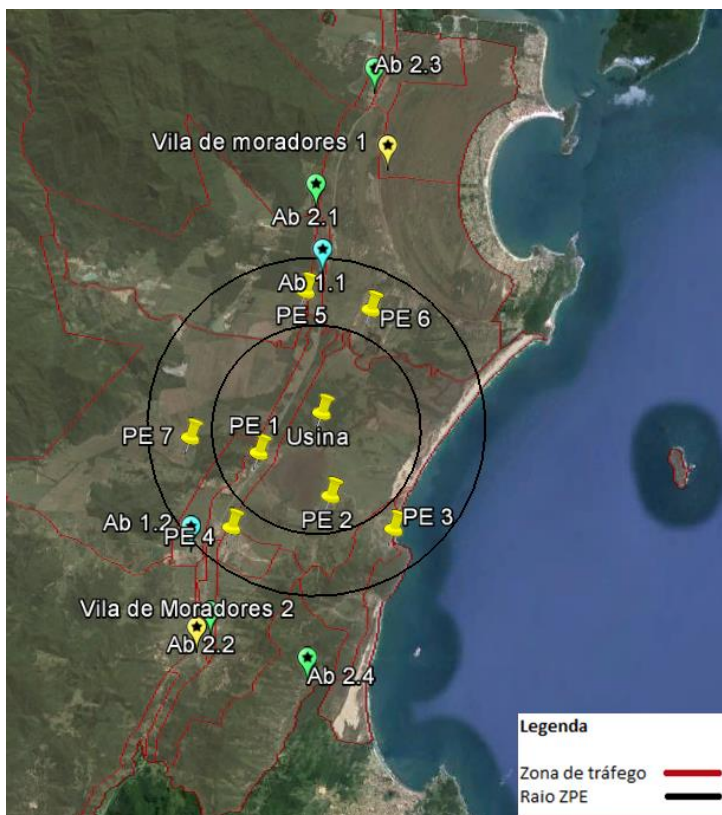 Ab 2.3
Vila de moradores 1
Ab 2.1
Ab 1.1
PE 5
PE 6
PE 7
PE 1
Usina
PE 2
PE 3
Ab 1.2
PE 4
Vila de Moradores 2
Ab 2.2
Ab 2.4
Legenda
Zona de tráfego
Raio ZPE